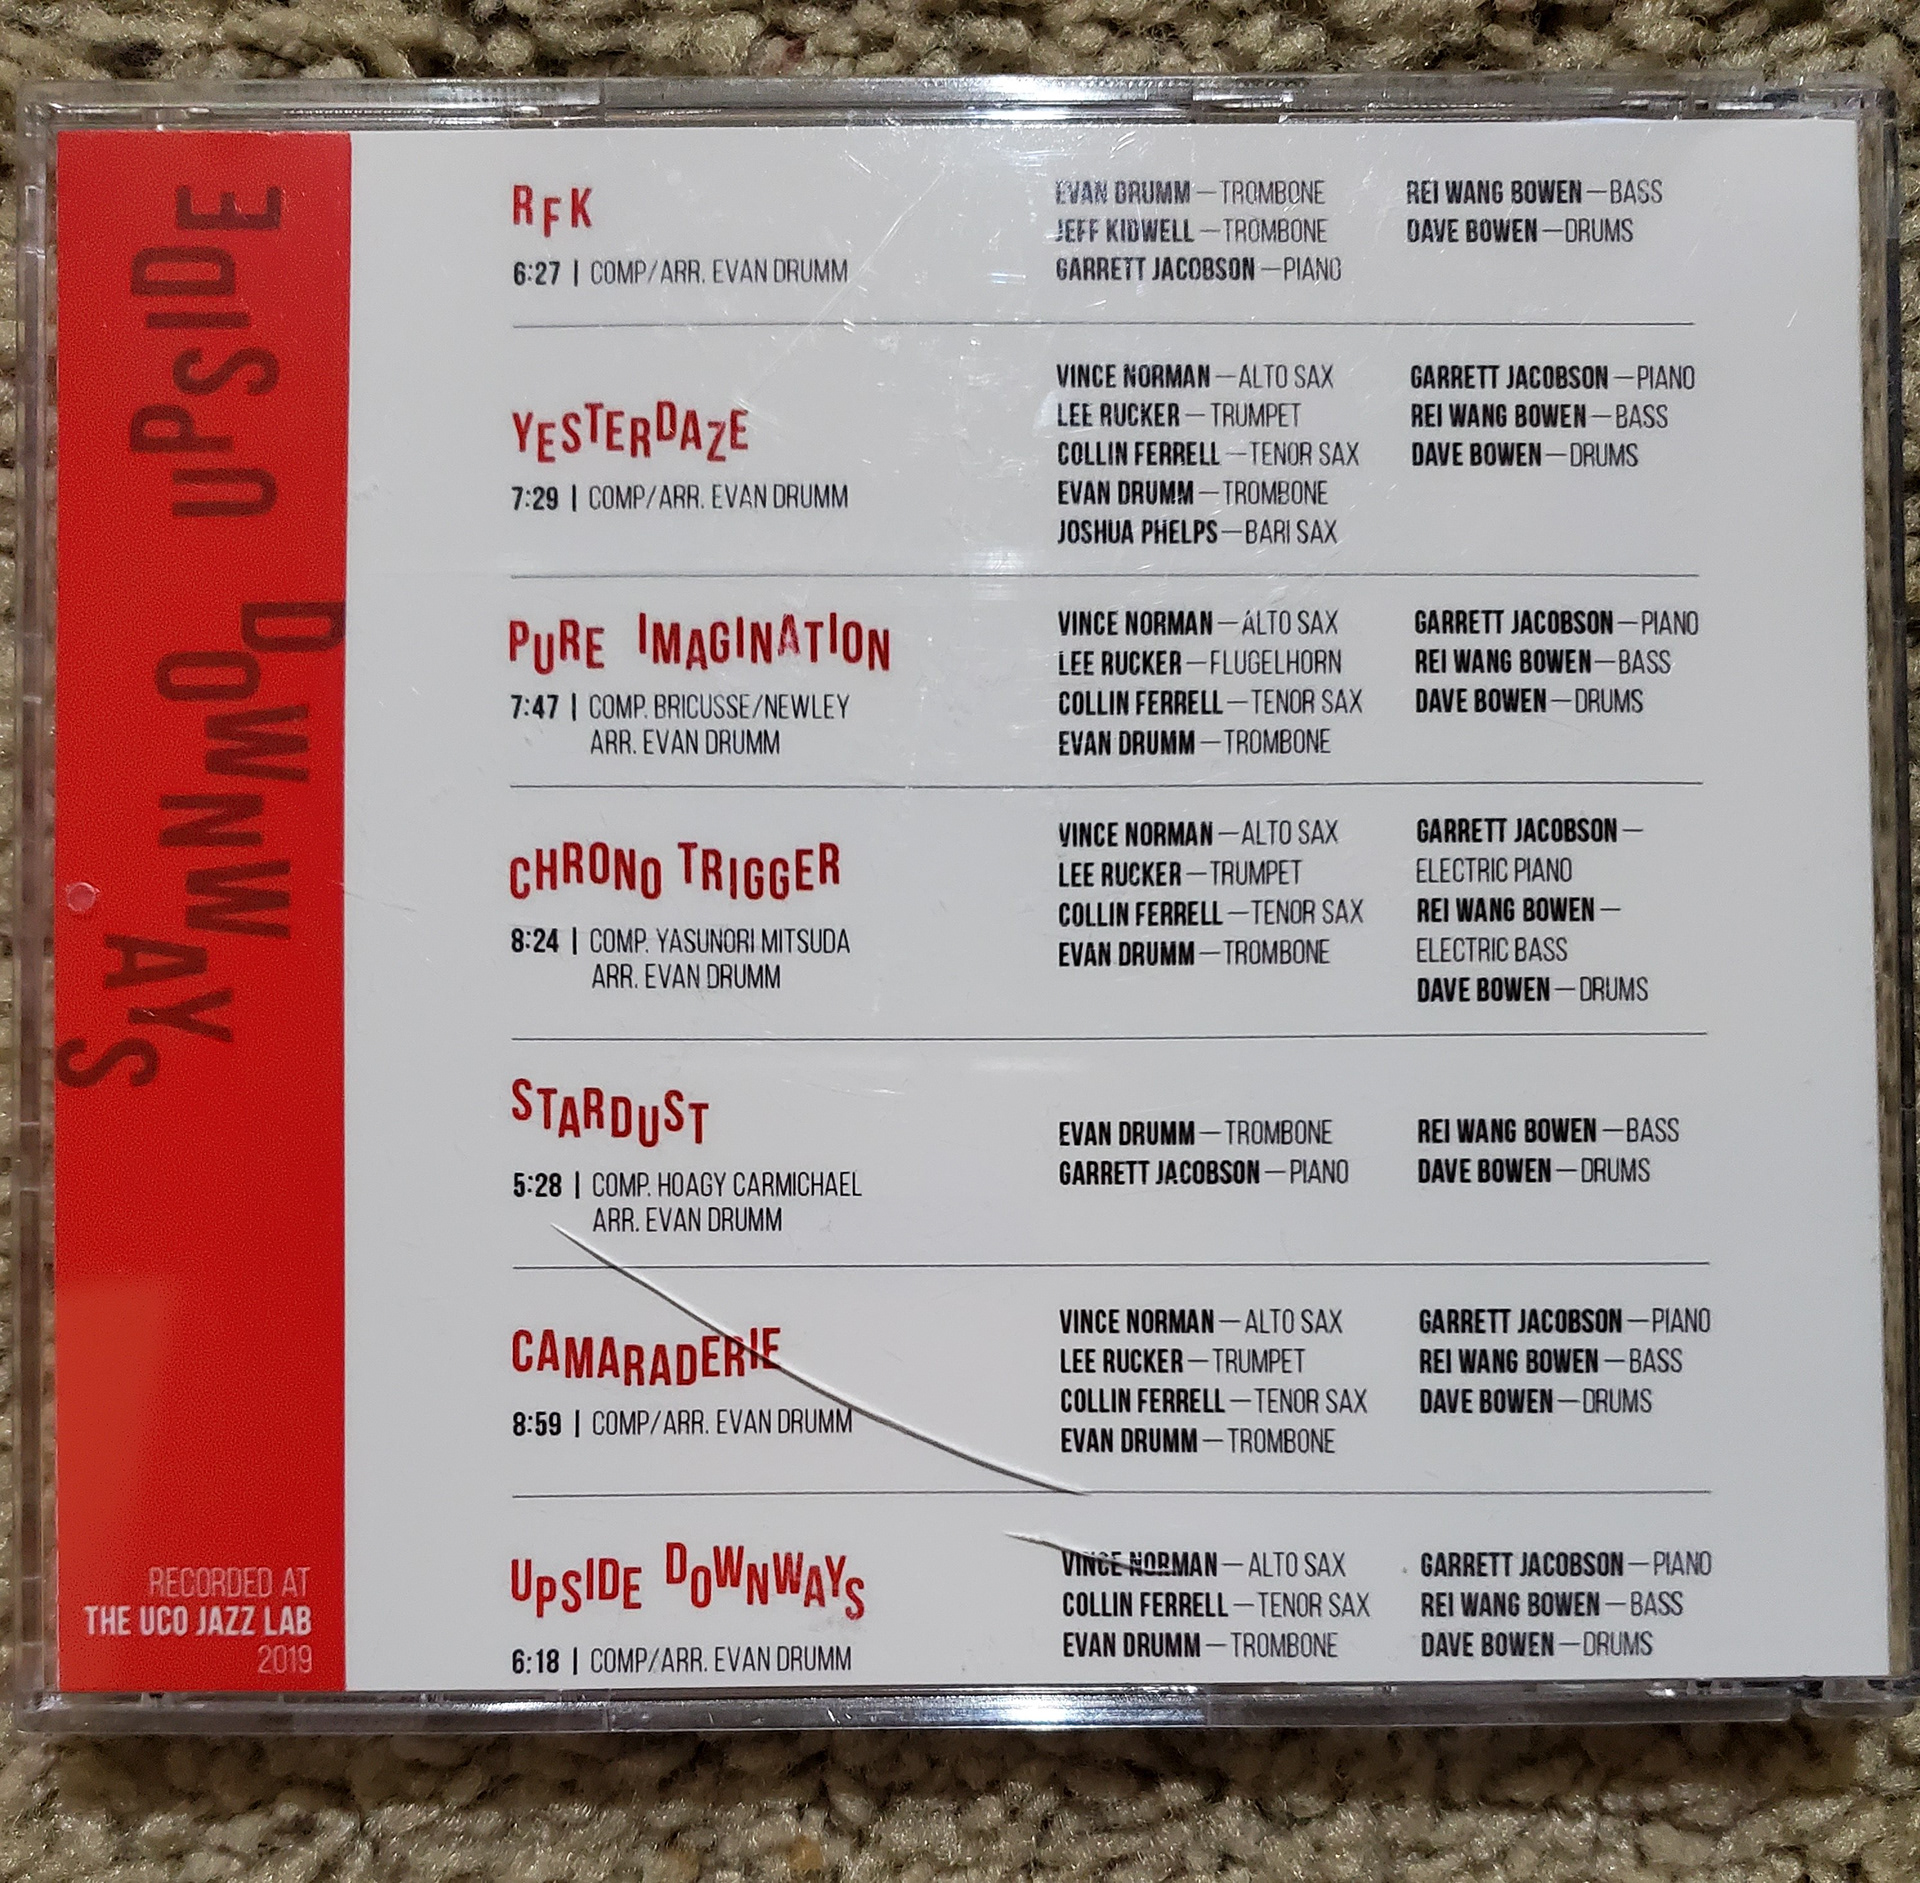 UPSIDE DOWNWAYS
RECORDED AT
THE UCO JAZZ LAB
2019
RFK
6:27 | COMP/ARR. EVAN DRUMM
EVAN DRUMM—TROMBONE
JEFF KIDWELL—TROMBONE
GARRETT JACOBSON—PIANO
REI WANG BOWEN—BASS
DAVE BOWEN—DRUMS
YESTERDAZE
7:29 | COMP/ARR. EVAN DRUMM
VINCE NORMAN—ALTO SAX
LEE RUCKER—TRUMPET
COLLIN FERRELL—TENOR SAX
EVAN DRUMM—TROMBONE
JOSHUA PHELPS—BARI SAX
GARRETT JACOBSON—PIANO
REI WANG BOWEN—BASS
DAVE BOWEN—DRUMS
PURE IMAGINATION
7:47 | COMP. BRICUSSE/NEWLEY
ARR. EVAN DRUMM
VINCE NORMAN—ALTO SAX
LEE RUCKER—FLUGELHORN
COLLIN FERRELL—TENOR SAX
EVAN DRUMM—TROMBONE
GARRETT JACOBSON—PIANO
REI WANG BOWEN—BASS
DAVE BOWEN—DRUMS
CHRONO TRIGGER
8:24 | COMP. YASUNORI MITSUDA
ARR. EVAN DRUMM
VINCE NORMAN—ALTO SAX
LEE RUCKER—TRUMPET
COLLIN FERRELL—TENOR SAX
EVAN DRUMM—TROMBONE
GARRETT JACOBSON—
ELECTRIC PIANO
REI WANG BOWEN—
ELECTRIC BASS
DAVE BOWEN—DRUMS
STARDUST
5:28 | COMP. HOAGY CARMICHAEL
ARR. EVAN DRUMM
EVAN DRUMM—TROMBONE
GARRETT JACOBSON—PIANO
REI WANG BOWEN—BASS
DAVE BOWEN—DRUMS
CAMARADERIE
8:59 | COMP/ARR. EVAN DRUMM
VINCE NORMAN—ALTO SAX
LEE RUCKER—TRUMPET
COLLIN FERRELL—TENOR SAX
EVAN DRUMM—TROMBONE
GARRETT JACOBSON—PIANO
REI WANG BOWEN—BASS
DAVE BOWEN—DRUMS
UPSIDE DOWNWAYS
6:18 | COMP/ARR. EVAN DRUMM
VINCE NORMAN—ALTO SAX
COLLIN FERRELL—TENOR SAX
EVAN DRUMM—TROMBONE
GARRETT JACOBSON—PIANO
REI WANG BOWEN—BASS
DAVE BOWEN—DRUMS